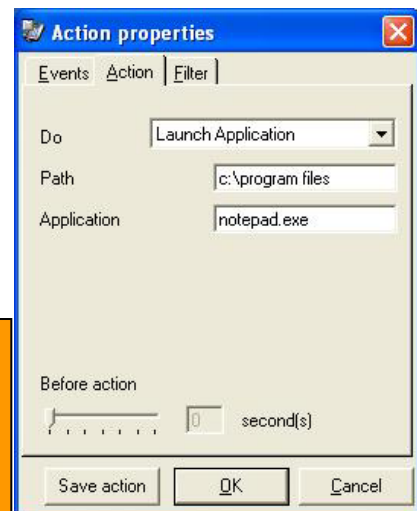 Action properties
Events Action Filter
Do Launch Application
Path c:\program files
Application notepad.exe
Before action
0 second(s)
Save action OK Cancel